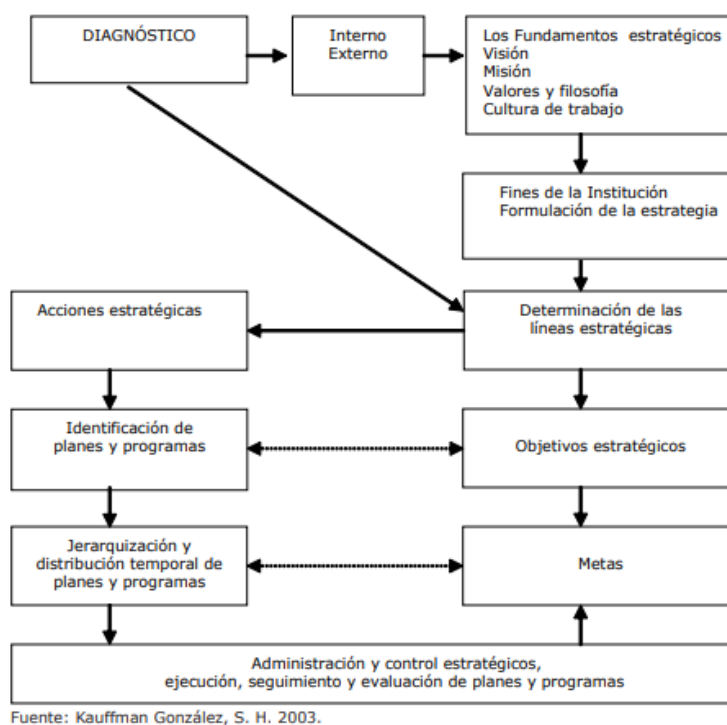 DIAGNÓSTICO
Interno
Externo
Los Fundamentos estratégicos
Visión
Misión
Valores y filosofía
Cultura de trabajo
Fines de la Institución
Formulación de la estrategia
Acciones estratégicas
Determinación de las
líneas estratégicas
Identificación de
planes y programas
Objetivos estratégicos
Jerarquización y
distribución temporal de
planes y programas
Metas
Administración y control estratégicos,
ejecución, seguimiento y evaluación de planes y programas
Fuente: Kauffman González, S. H. 2003.